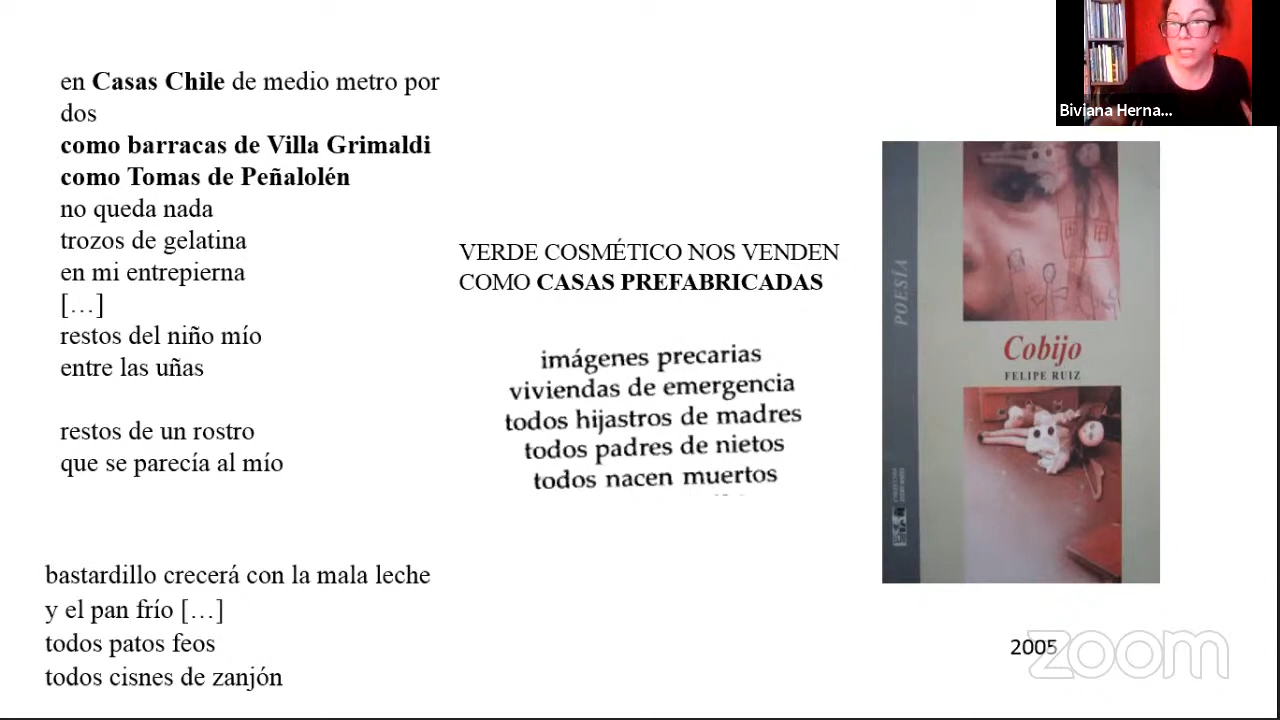 en Casas Chile de medio metro por
dos
como barracas de Villa Grimaldi
como Tomas de Peñalolén
no queda nada
trozos de gelatina
en mi entrepierna
[…]
restos del niño mío
entre las uñas
restos de un rostro
que se parecía al mío
bastardillo crecerá con la mala leche
y el pan frío […]
todos patos feos
todos cisnes de zanjón
VERDE COSMÉTICO NOS VENDEN
COMO CASAS PREFABRICADAS
imágenes precarias
viviendas de emergencia
todos hijastros de madres
todos padres de nietos
todos nacen muertos
Biviana Herna...
POESÍA
Cobijo
FELIPE RUIZ
2005
zoom